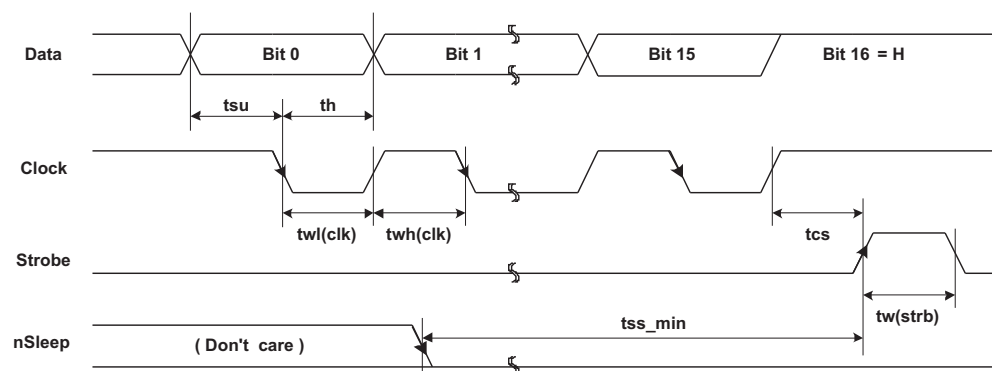 Data
Bit 0
Bit 1
Bit 15
Bit 16 = H
tsu
th
Clock
twl(clk)
twh(clk)
tcs
Strobe
tw(strb)
tss_min
nSleep
( Don't care )